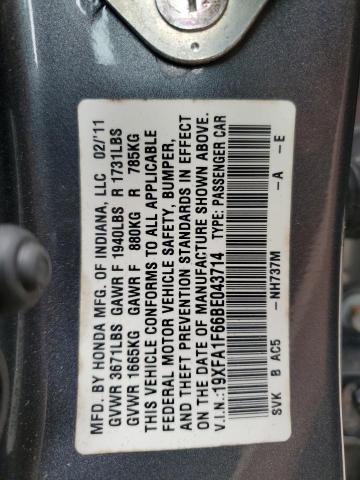 MFD. BY HONDA MFG. OF INDIANA, LLC 02/11
GVWR 3671LBS GAWR F 1940LBS R 1731LBS
GVWR 1665KG GAWR F 880KG R 785KG
THIS VEHICLE CONFORMS TO ALL APPLICABLE
FEDERAL MOTOR VEHICLE SAFETY, BUMPER,
AND THEFT PREVENTION STANDARDS IN EFFECT
ON THE DATE OF MANUFACTURE SHOWN ABOVE.
V.I.N.: 19XFA1F66BE043714 TYPE: PASSENGER CAR
SVK B AC5 -NH737M -A -E